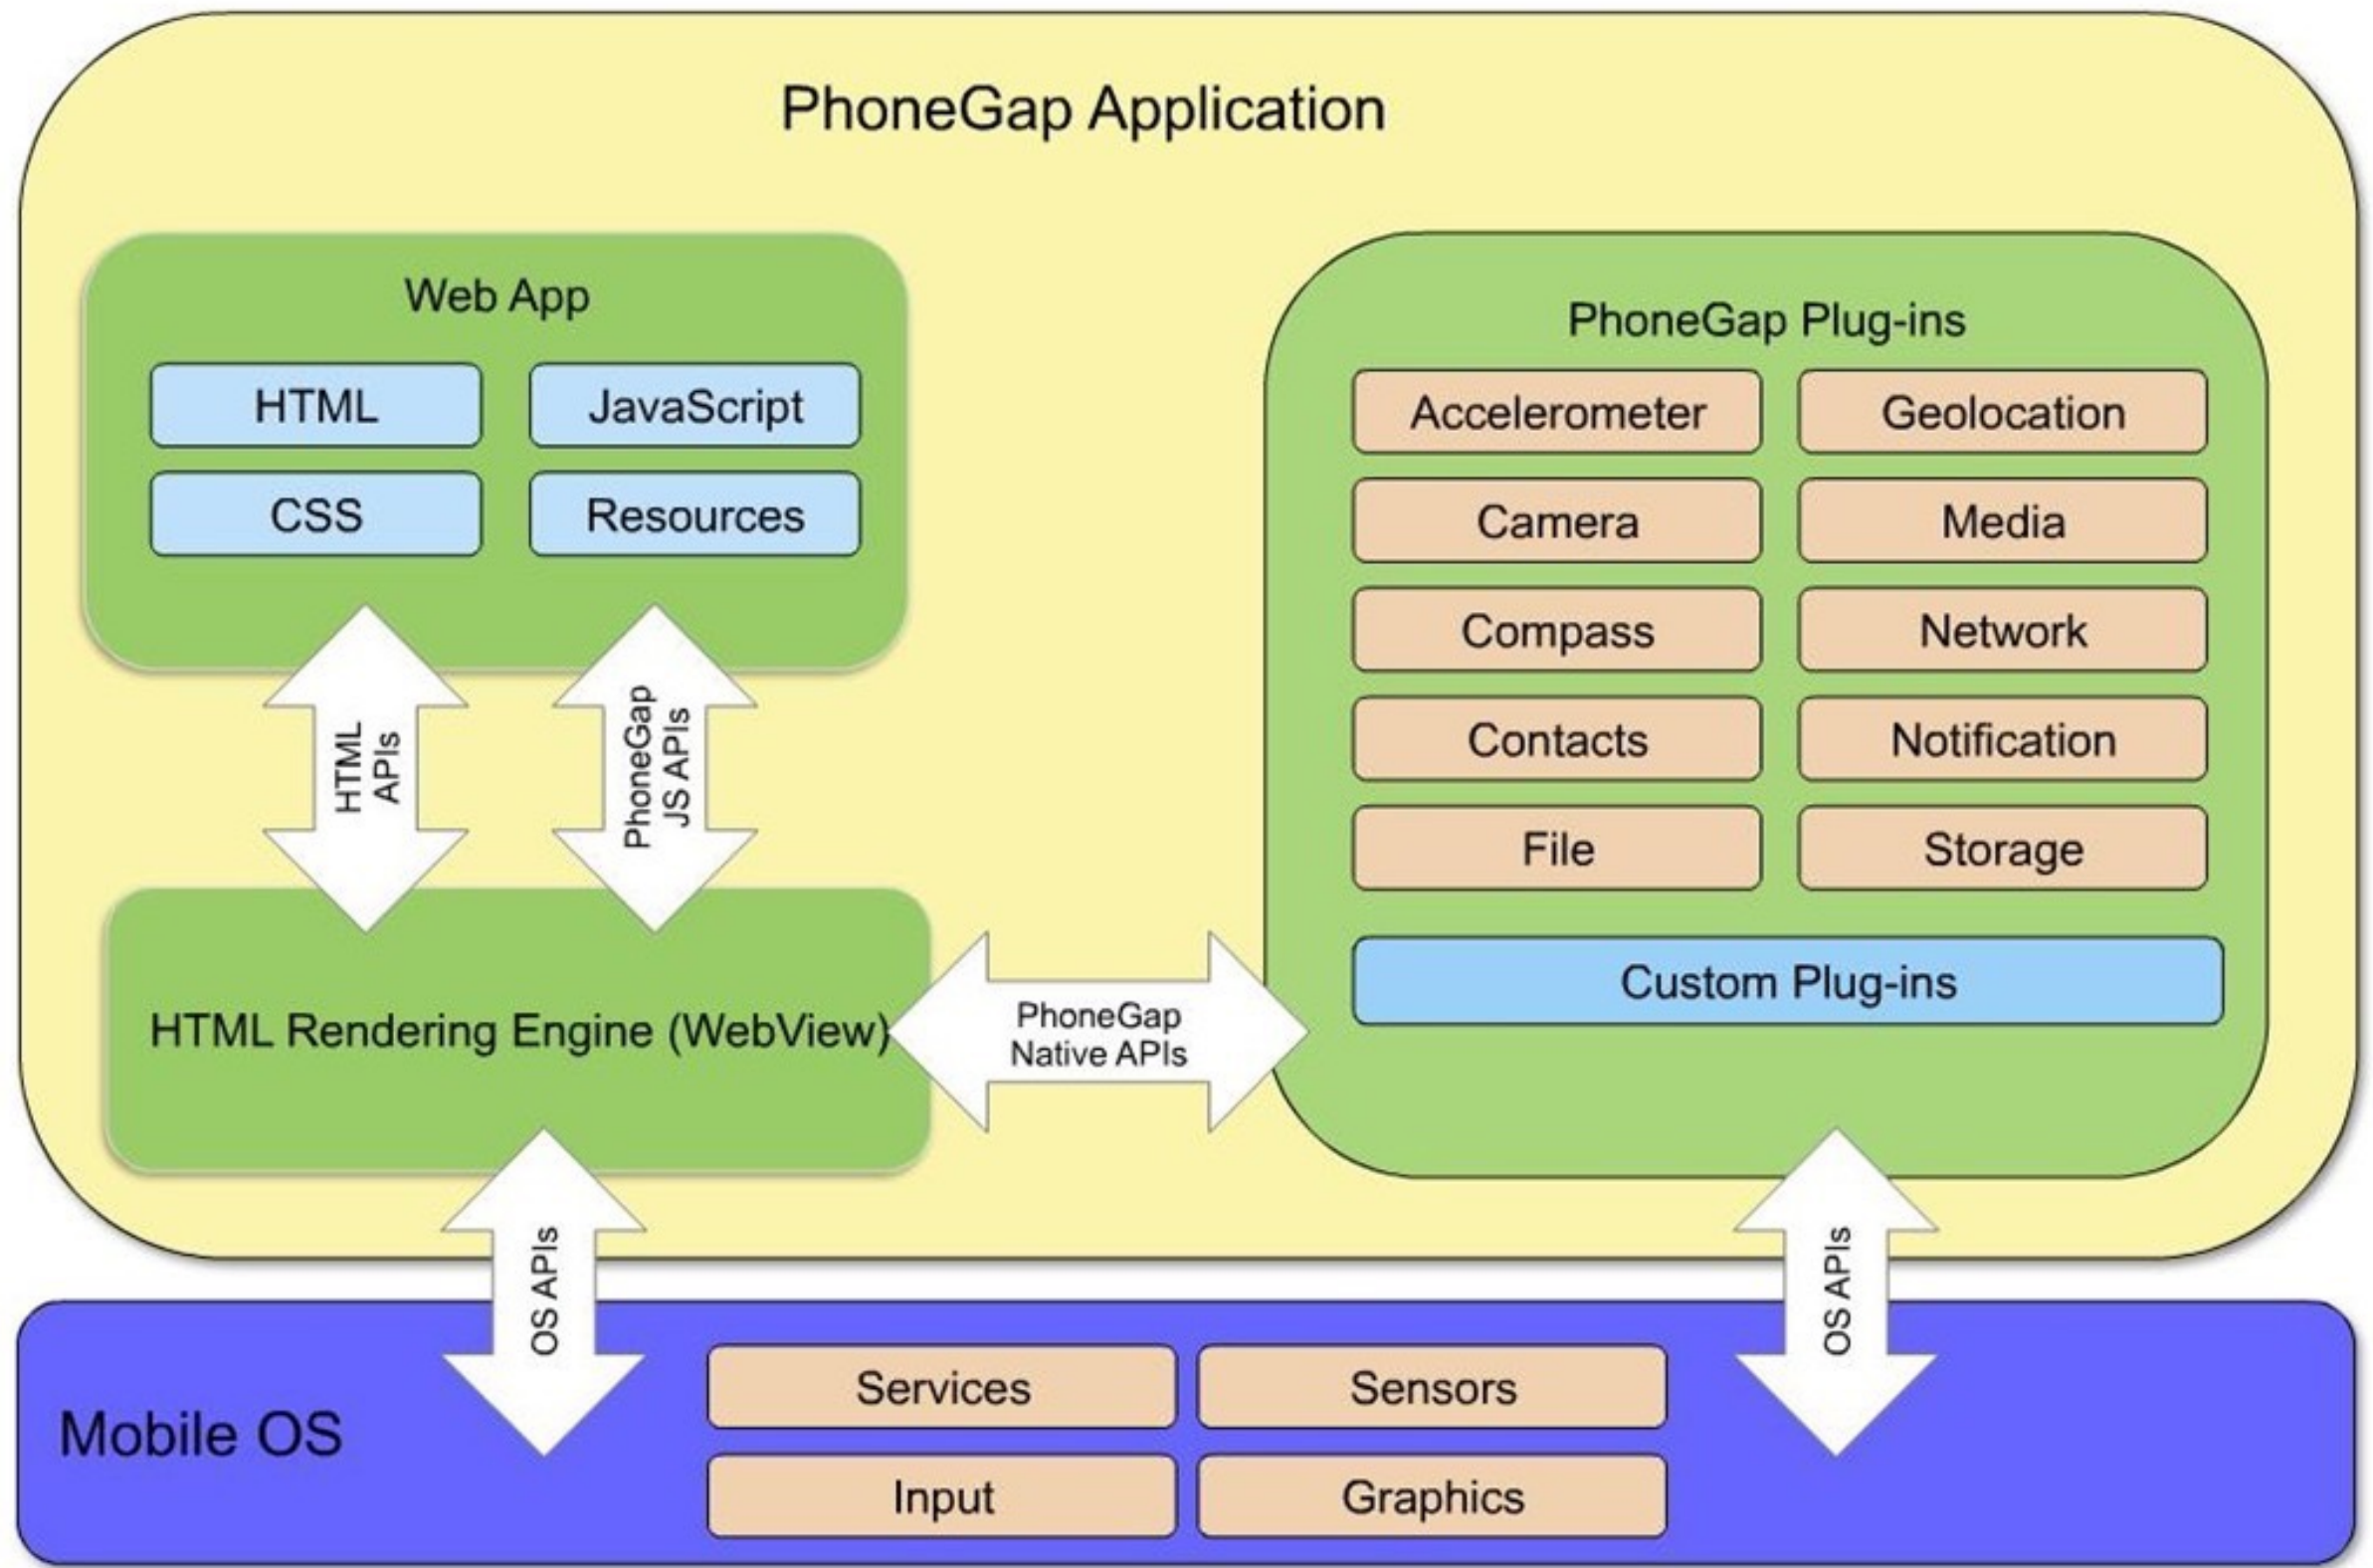 PhoneGap Application
Web App
HTML
JavaScript
CSS
Resources
HTML
APIs
PhoneGap
JS APIs
HTML Rendering Engine (WebView)
PhoneGap
Native APIs
PhoneGap Plug-ins
Accelerometer
Geolocation
Camera
Media
Compass
Network
Contacts
Notification
File
Storage
Custom Plug-ins
OS APIs
OS APIs
Mobile OS
Services
Sensors
Input
Graphics